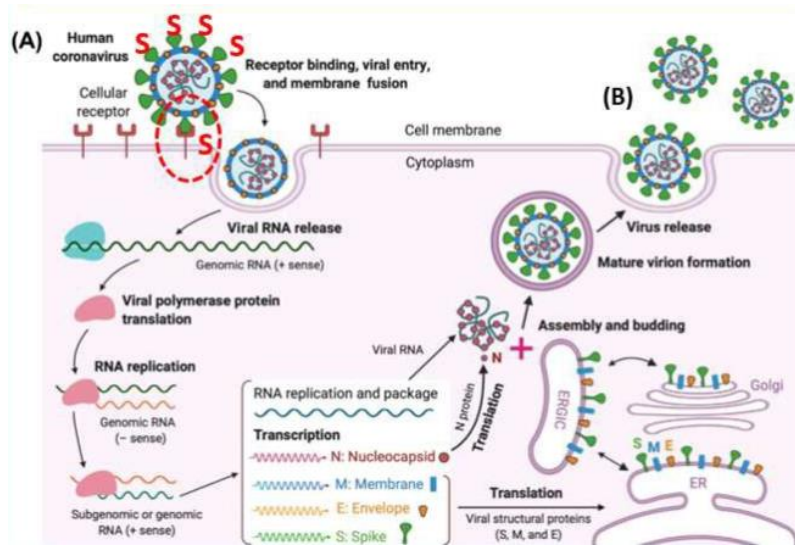 (A)
Human
coronavirus
S S S S
Receptor binding, viral entry,
and membrane fusion
Cellular
receptor
S
(B)
Cell membrane
Cytoplasm
Viral RNA release
Genomic RNA (+ sense)
Virus release
Mature virion formation
Viral polymerase protein
translation
Viral RNA
N
+
Assembly and budding
RNA replication
Genomic RNA
(− sense)
Subgenomic or genomic
RNA (+ sense)
RNA replication and package
Transcription
N: Nucleocapsid
M: Membrane
E: Envelope
S: Spike
N protein
Translation
Translation
Viral structural proteins
(S, M, and E)
ERGIC
Golgi
S M E
ER